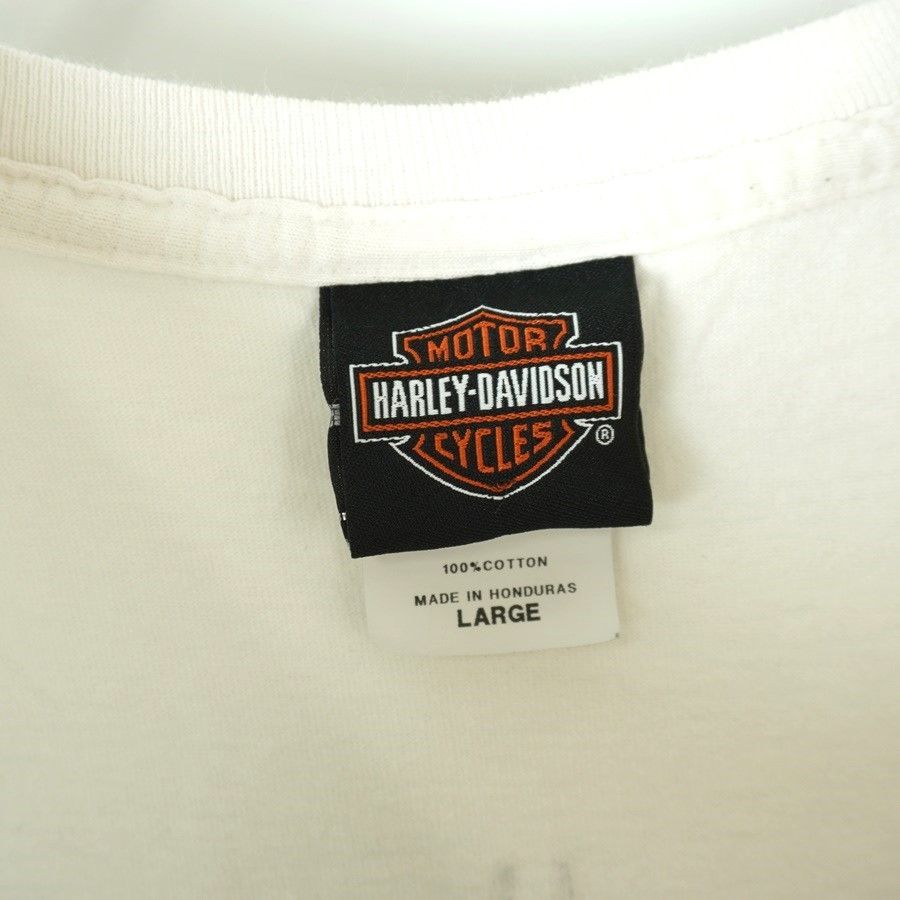 MOTOR
HARLEY-DAVIDSON
CYCLES
®
100% COTTON
MADE IN HONDURAS
LARGE